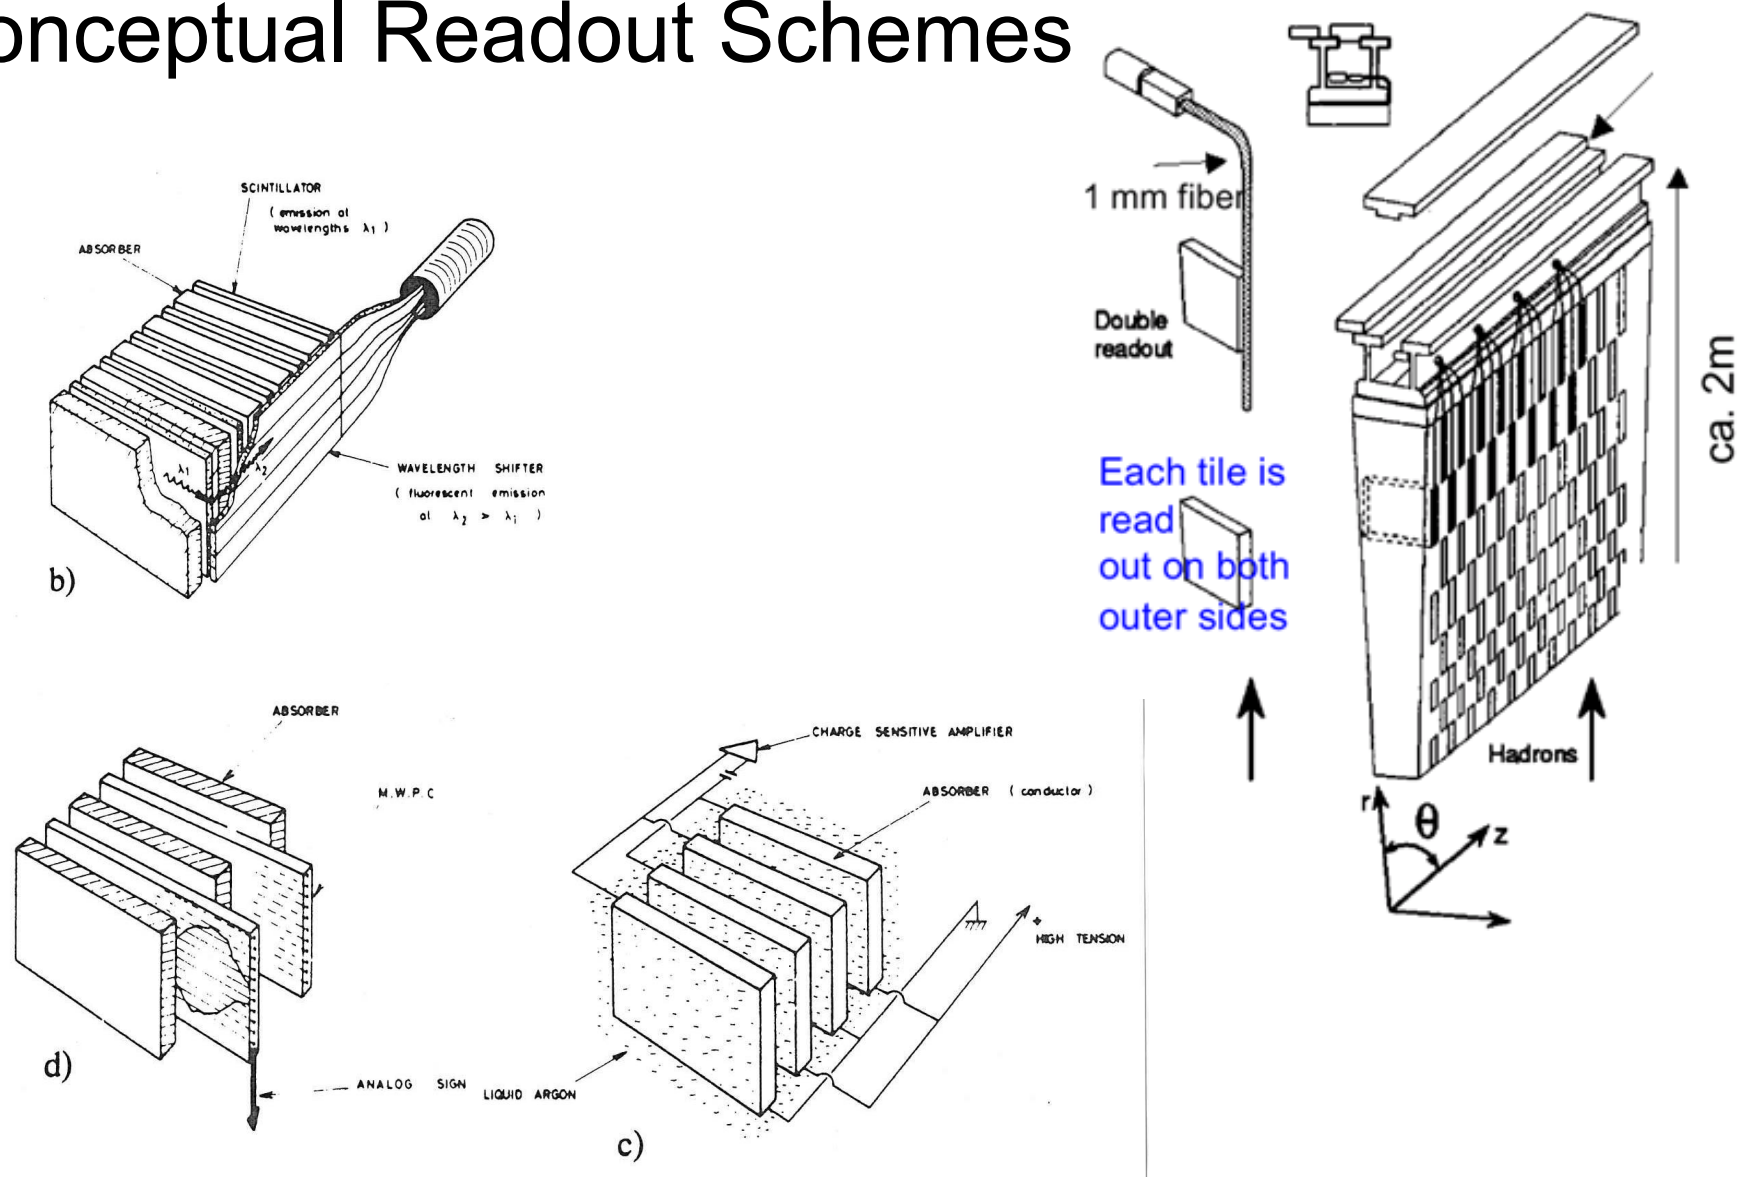 onceptual Readout Schemes
SCINTILLATOR
( emission at
wavelengths λ1 )
ABSORBER
λ1
λ2
WAVELENGTH SHIFTER
( fluorescent emission
at λ2 > λ1 )
b)
ABSORBER
M.W.P.C
ANALOG SIGN
d)
CHARGE SENSITIVE AMPLIFIER
ABSORBER ( conductor )
+
HIGH TENSION
LIQUID ARGON
c)
1 mm fiber
Double
readout
Each tile is
read
out on both
outer sides
ca. 2m
Hadrons
r
θ
z